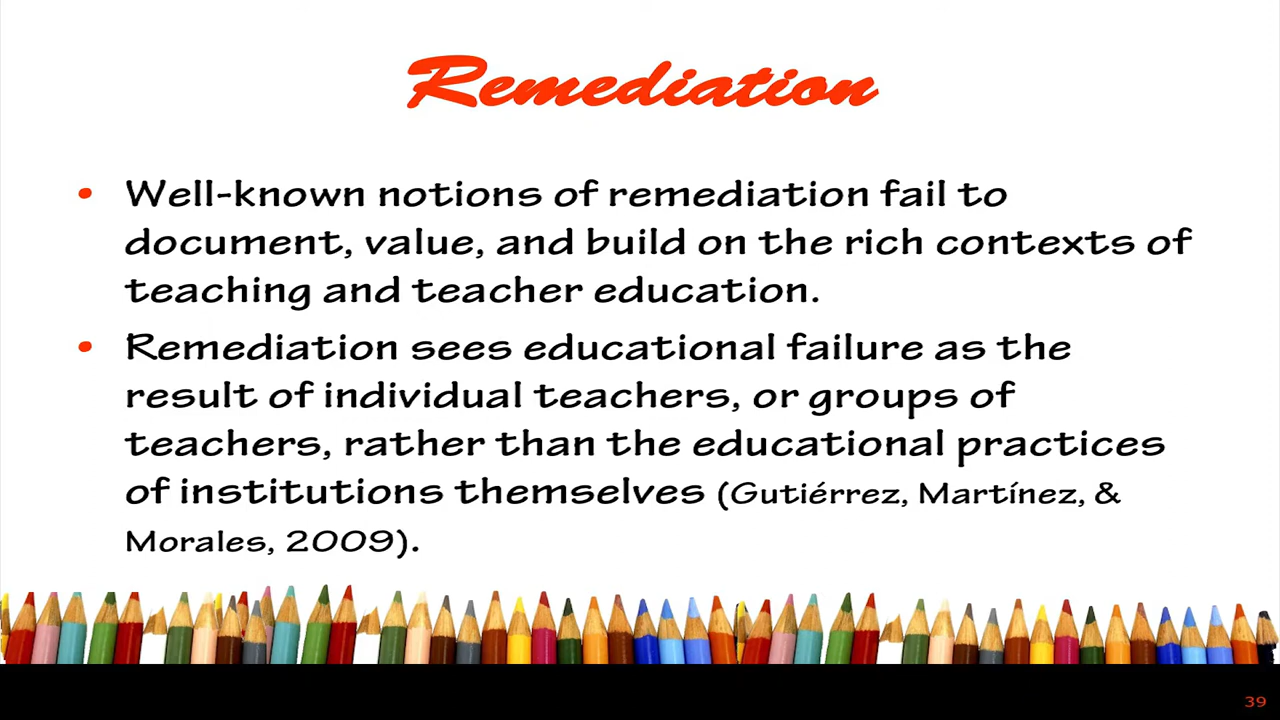 Remediation
• Well-known notions of remediation fail to
document, value, and build on the rich contexts of
teaching and teacher education.
• Remediation sees educational failure as the
result of individual teachers, or groups of
teachers, rather than the educational practices
of institutions themselves (Gutiérrez, Martínez, &
Morales, 2009).
39